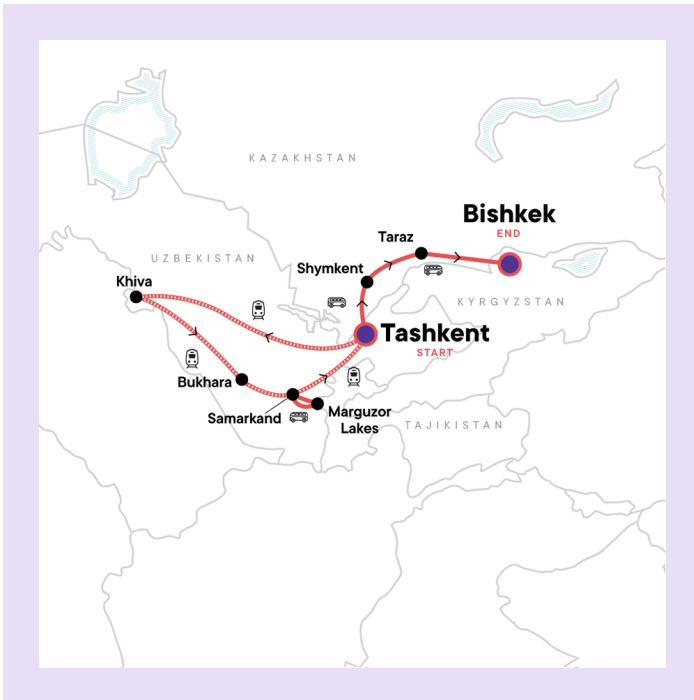 KAZAKHSTAN
Bishkek
END
Taraz
UZBEKISTAN
Shymkent
Khiva
KYRGYZSTAN
Tashkent
START
Bukhara
Samarkand
Marguzor
Lakes
TAJIKISTAN